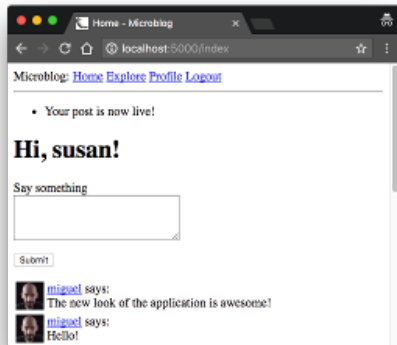 Home - Microblog
localhost:5000/index
Microblog: Home Explore Profile Logout
Your post is now live!
Hi, susan!
Say something
Submit
miguel says:
The new look of the application is awesome!
miguel says:
Hello!